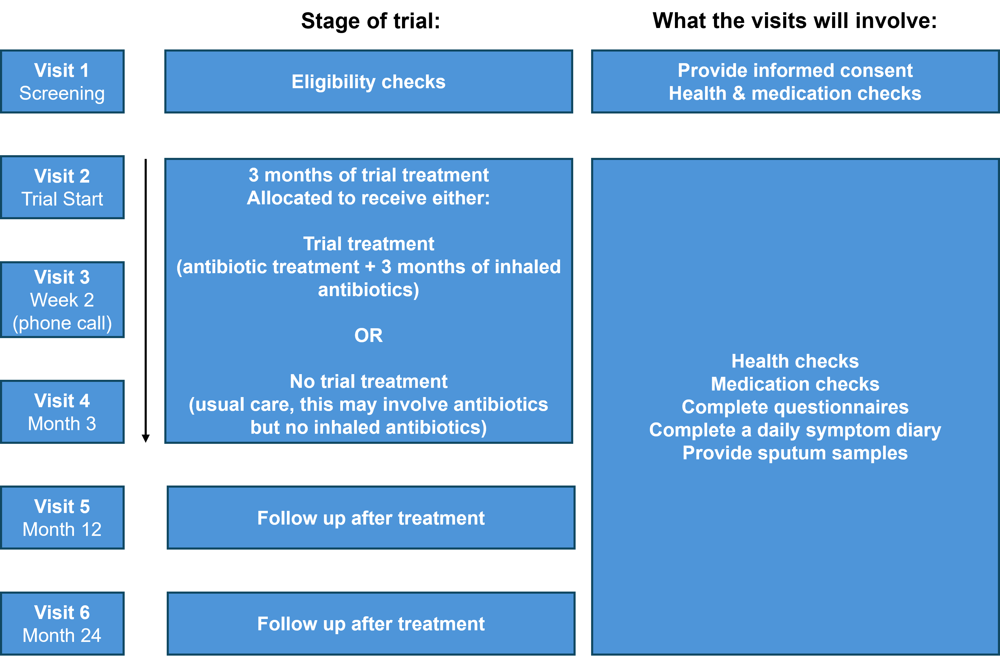 Stage of trial:
What the visits will involve:
Visit 1
Screening
Eligibility checks
Provide informed consent
Health & medication checks
Visit 2
Trial Start
Visit 3
Week 2
(phone call)
Visit 4
Month 3
3 months of trial treatment
Allocated to receive either:
Trial treatment
(antibiotic treatment + 3 months of inhaled
antibiotics)
OR
No trial treatment
(usual care, this may involve antibiotics
but no inhaled antibiotics)
Health checks
Medication checks
Complete questionnaires
Complete a daily symptom diary
Provide sputum samples
Visit 5
Month 12
Follow up after treatment
Visit 6
Month 24
Follow up after treatment